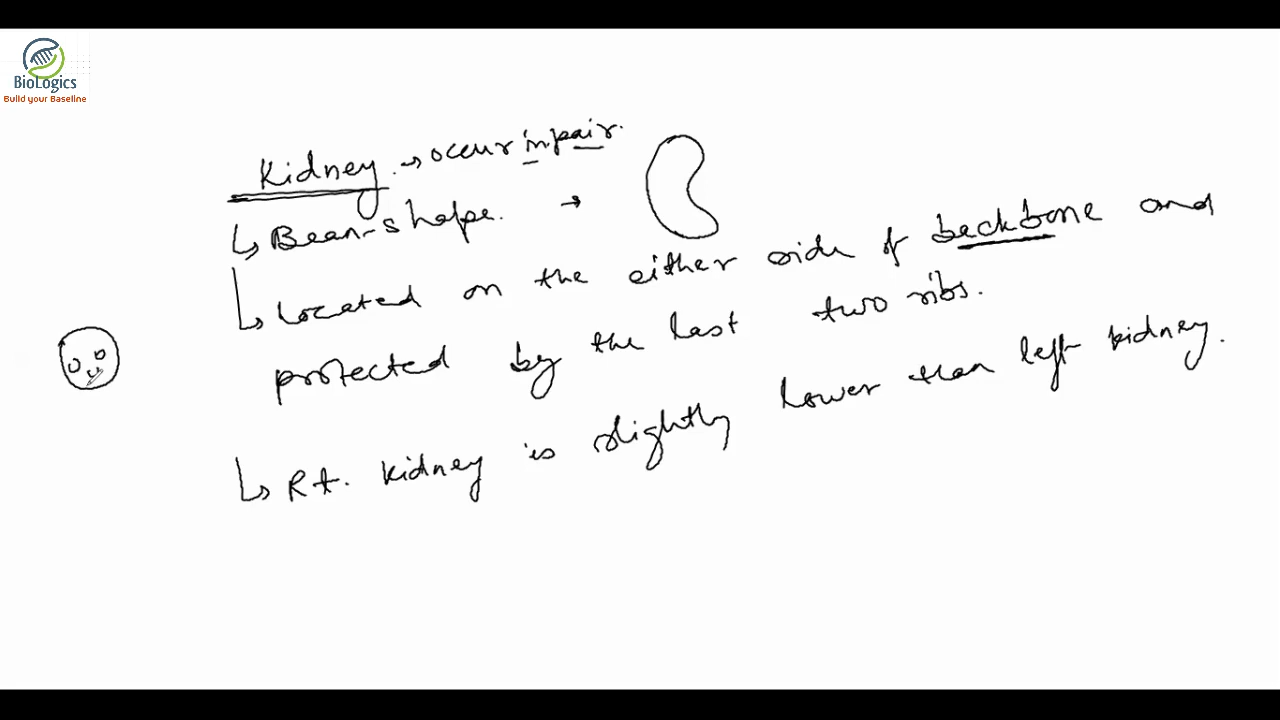 BioLogics
Build your Baseline
Kidney → occur in pair.
↳ Bean-shape. →
↳ Located on the either side of backbone and
protected by the last two ribs.
↳ Rt. kidney is slightly lower than left kidney.